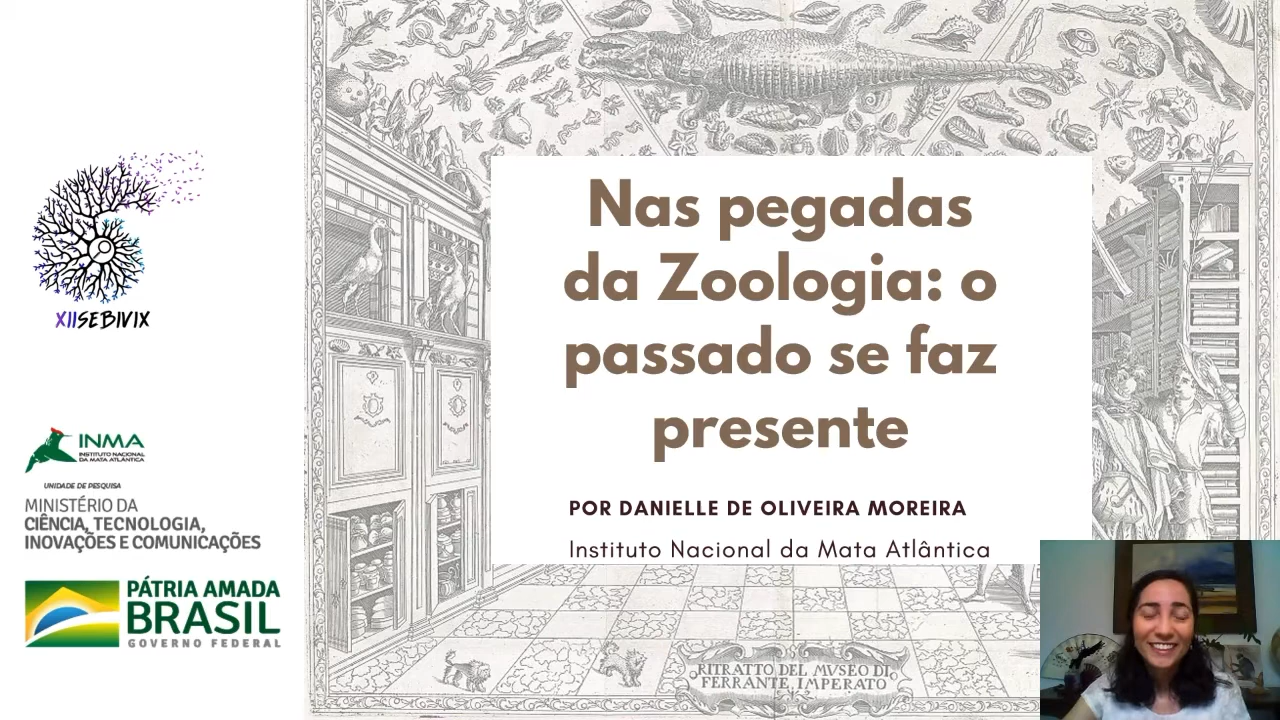 XIISEBIVIX
INMA
INSTITUTO NACIONAL
DA MATA ATLÂNTICA
UNIDADE DE PESQUISA
MINISTÉRIO DA
CIÊNCIA, TECNOLOGIA,
INOVAÇÕES E COMUNICAÇÕES
PÁTRIA AMADA
BRASIL
GOVERNO FEDERAL
Nas pegadas
da Zoologia: o
passado se faz
presente
POR DANIELLE DE OLIVEIRA MOREIRA
Instituto Nacional da Mata Atlântica
RITRATTO DEL MVSEO DI
FERRANTE IMPERATO